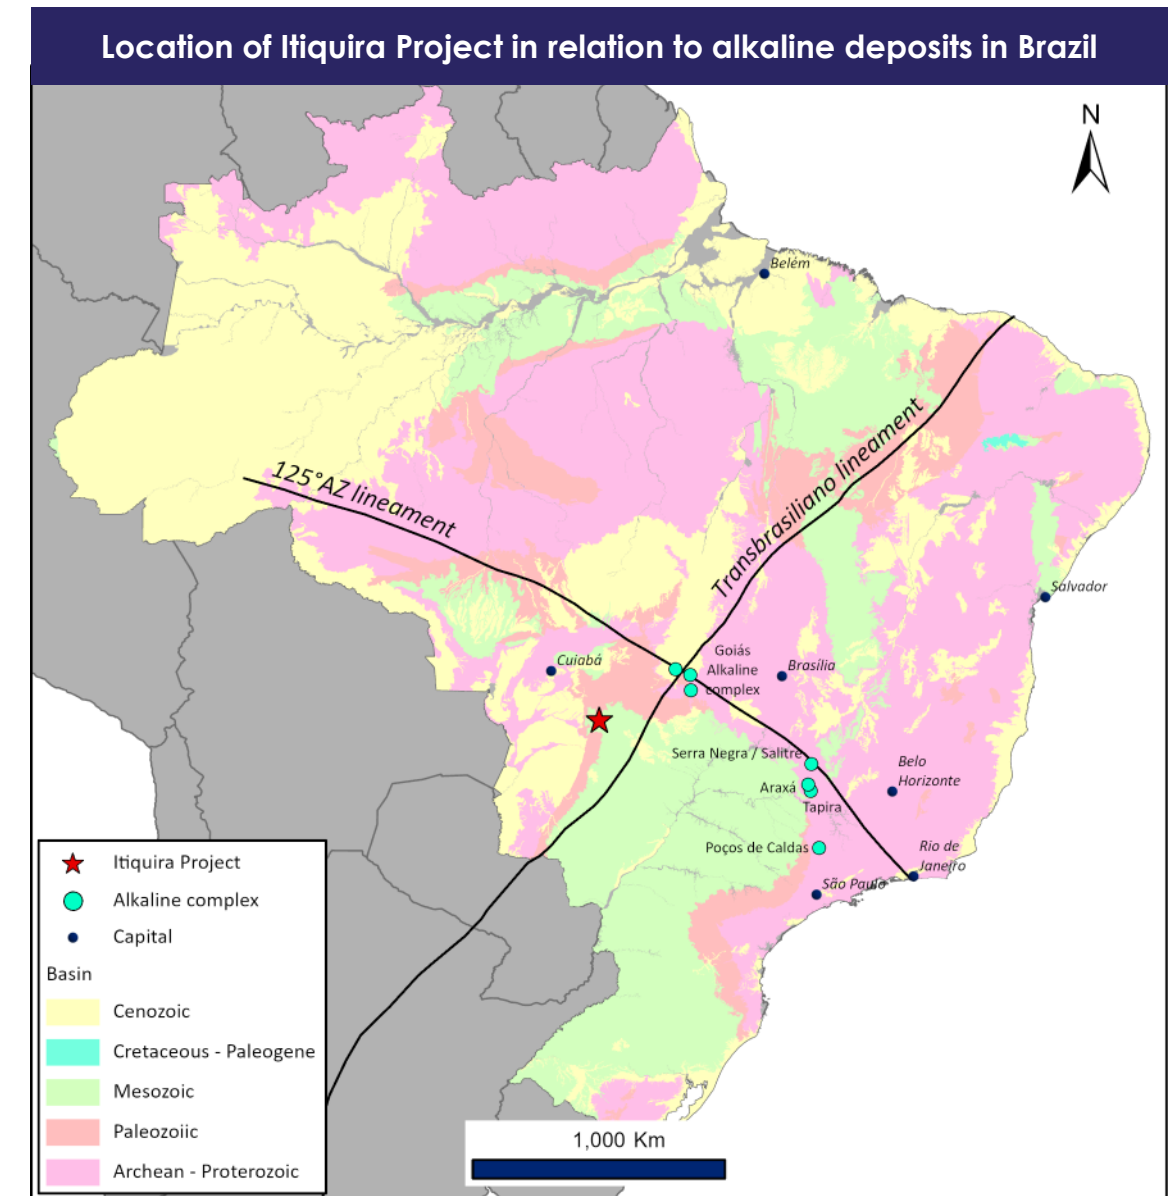 Location of Itiquira Project in relation to alkaline deposits in Brazil
N
Belém
125°AZ lineament
Transbrasiliano lineament
Salvador
Cuiabá
Goiás
Alkaline
complex
Brasília
Serra Negra / Salitre
Belo
Horizonte
Araxá
Tapira
Poços de Caldas
Rio de
Janeiro
São Paulo
Itiquira Project
Alkaline complex
Capital
Basin
Cenozoic
Cretaceous - Paleogene
Mesozoic
Paleozoiic
Archean - Proterozoic
1,000 Km